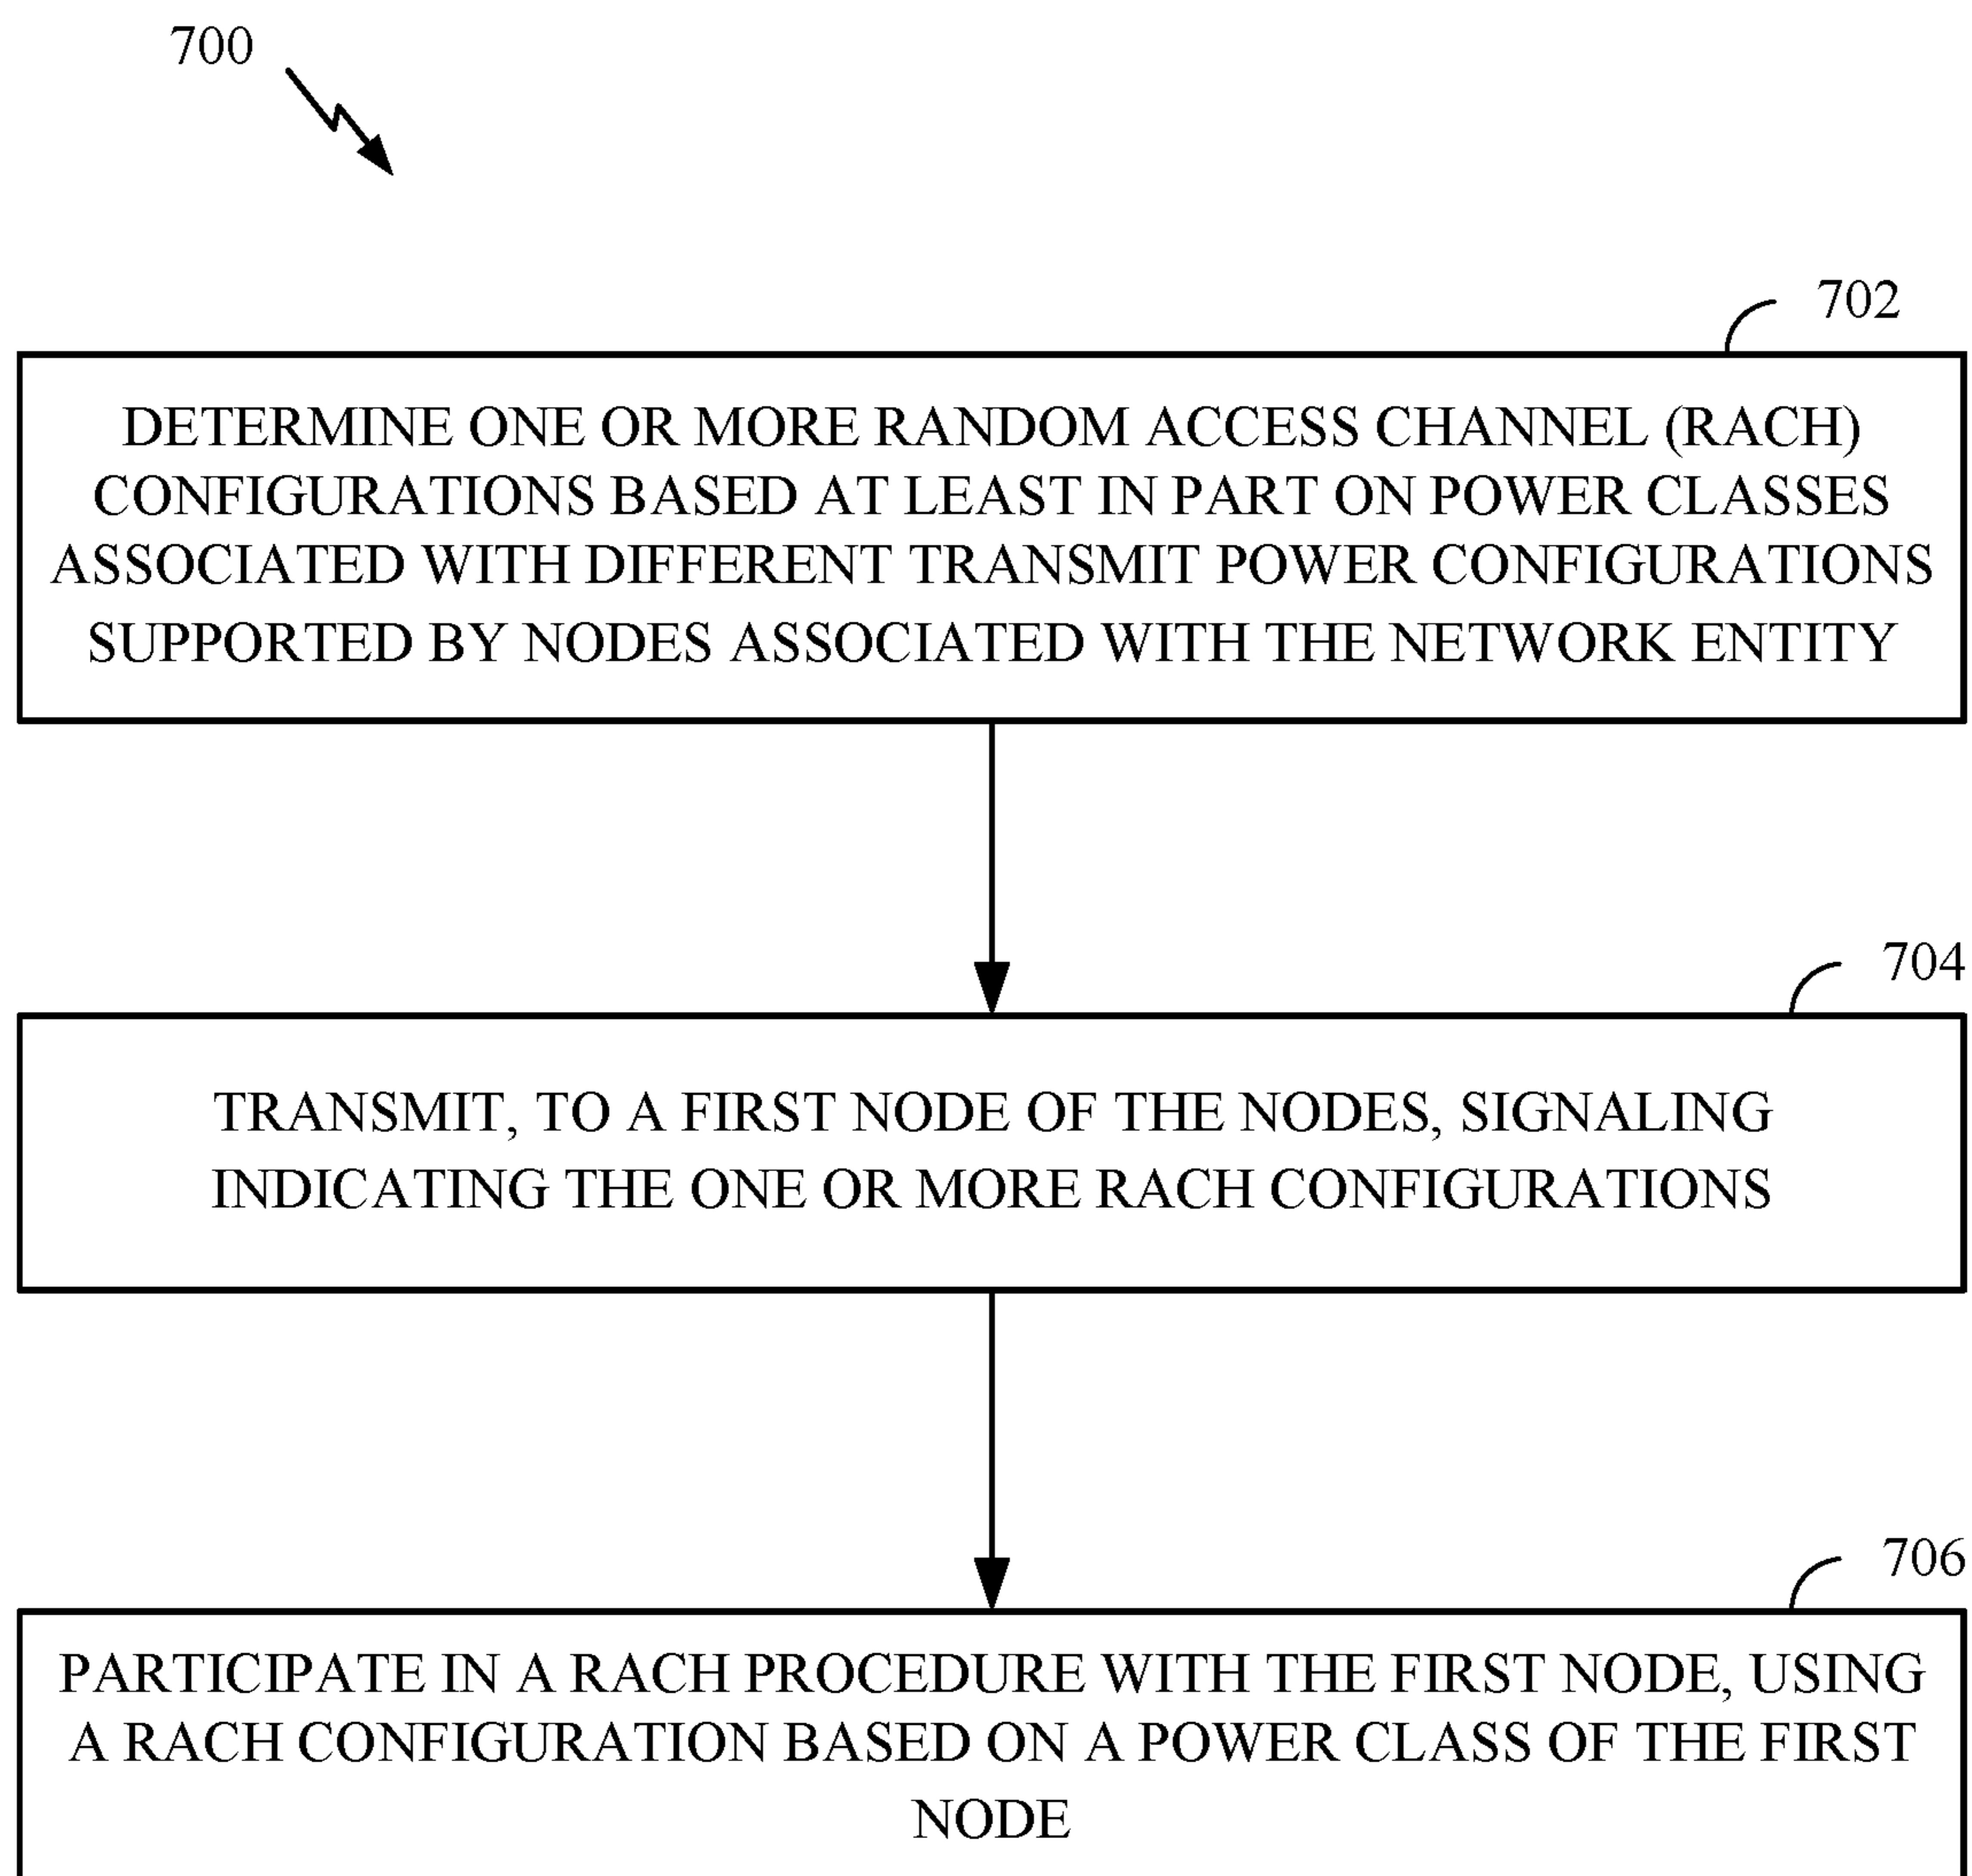 700
702
DETERMINE ONE OR MORE RANDOM ACCESS CHANNEL (RACH)
CONFIGURATIONS BASED AT LEAST IN PART ON POWER CLASSES
ASSOCIATED WITH DIFFERENT TRANSMIT POWER CONFIGURATIONS
SUPPORTED BY NODES ASSOCIATED WITH THE NETWORK ENTITY
704
TRANSMIT, TO A FIRST NODE OF THE NODES, SIGNALING
INDICATING THE ONE OR MORE RACH CONFIGURATIONS
706
PARTICIPATE IN A RACH PROCEDURE WITH THE FIRST NODE, USING
A RACH CONFIGURATION BASED ON A POWER CLASS OF THE FIRST
NODE